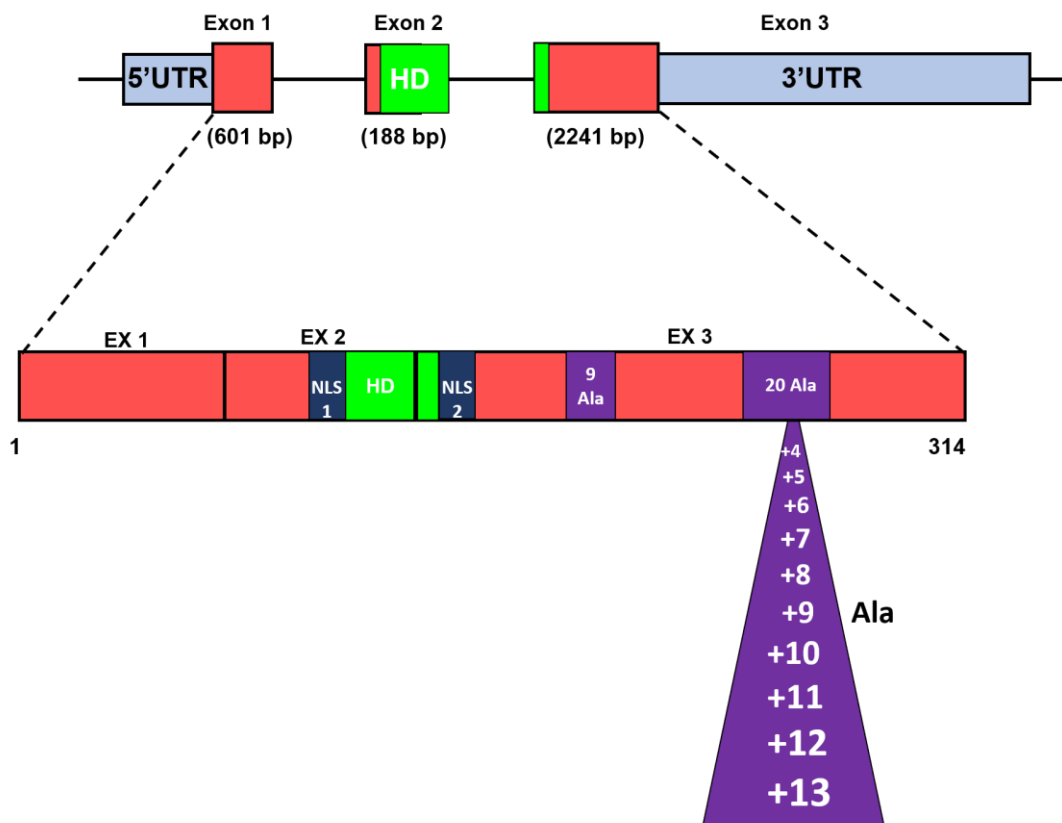 Exon 1
Exon 2
Exon 3
5’UTR
HD
3’UTR
(601 bp)
(188 bp)
(2241 bp)
EX 1
EX 2
EX 3
NLS
1
HD
NLS
2
9
Ala
20 Ala
1
314
+4
+5
+6
+7
+8
+9
Ala
+10
+11
+12
+13